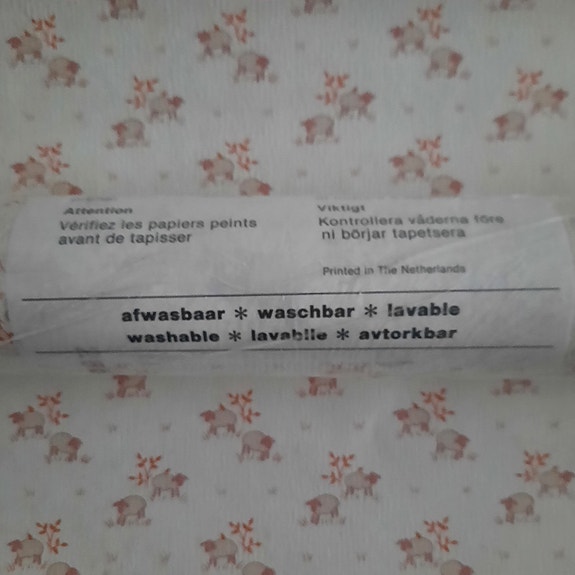 Attention
Vérifiez les papiers peints
avant de tapisser
Viktigt
Kontrollera våderna före
ni börjar tapetsera
Printed in The Netherlands
afwasbaar * waschbar * lavable
washable * lavabile * avtorkbar